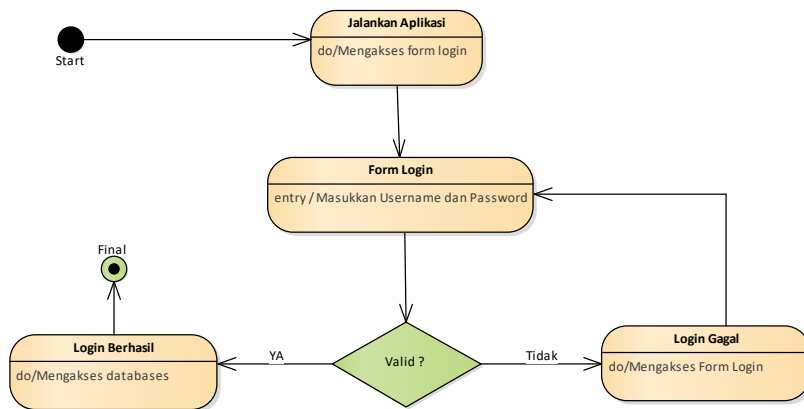 Jalankan Aplikasi
do/Mengakses form login
Start
Form Login
entry / Masukkan Username dan Password
Final
Login Berhasil
do/Mengakses databases
YA
Valid ?
Tidak
Login Gagal
do/Mengakses Form Login